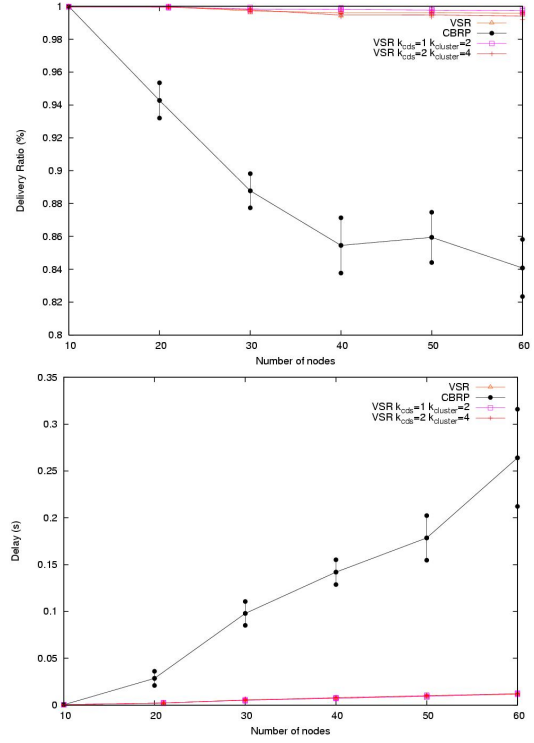 1
0.98
0.96
0.94
0.92
0.9
0.88
0.86
0.84
0.82
0.8
Delivery Ratio (%)
VSR
CBRP
VSR kcds=1 kcluster=2
VSR kcds=2 kcluster=4
10 20 30 40 50 60
Number of nodes
0.35
0.3
0.25
0.2
0.15
0.1
0.05
0
Delay (s)
VSR
CBRP
VSR kcds=1 kcluster=2
VSR kcds=2 kcluster=4
10 20 30 40 50 60
Number of nodes